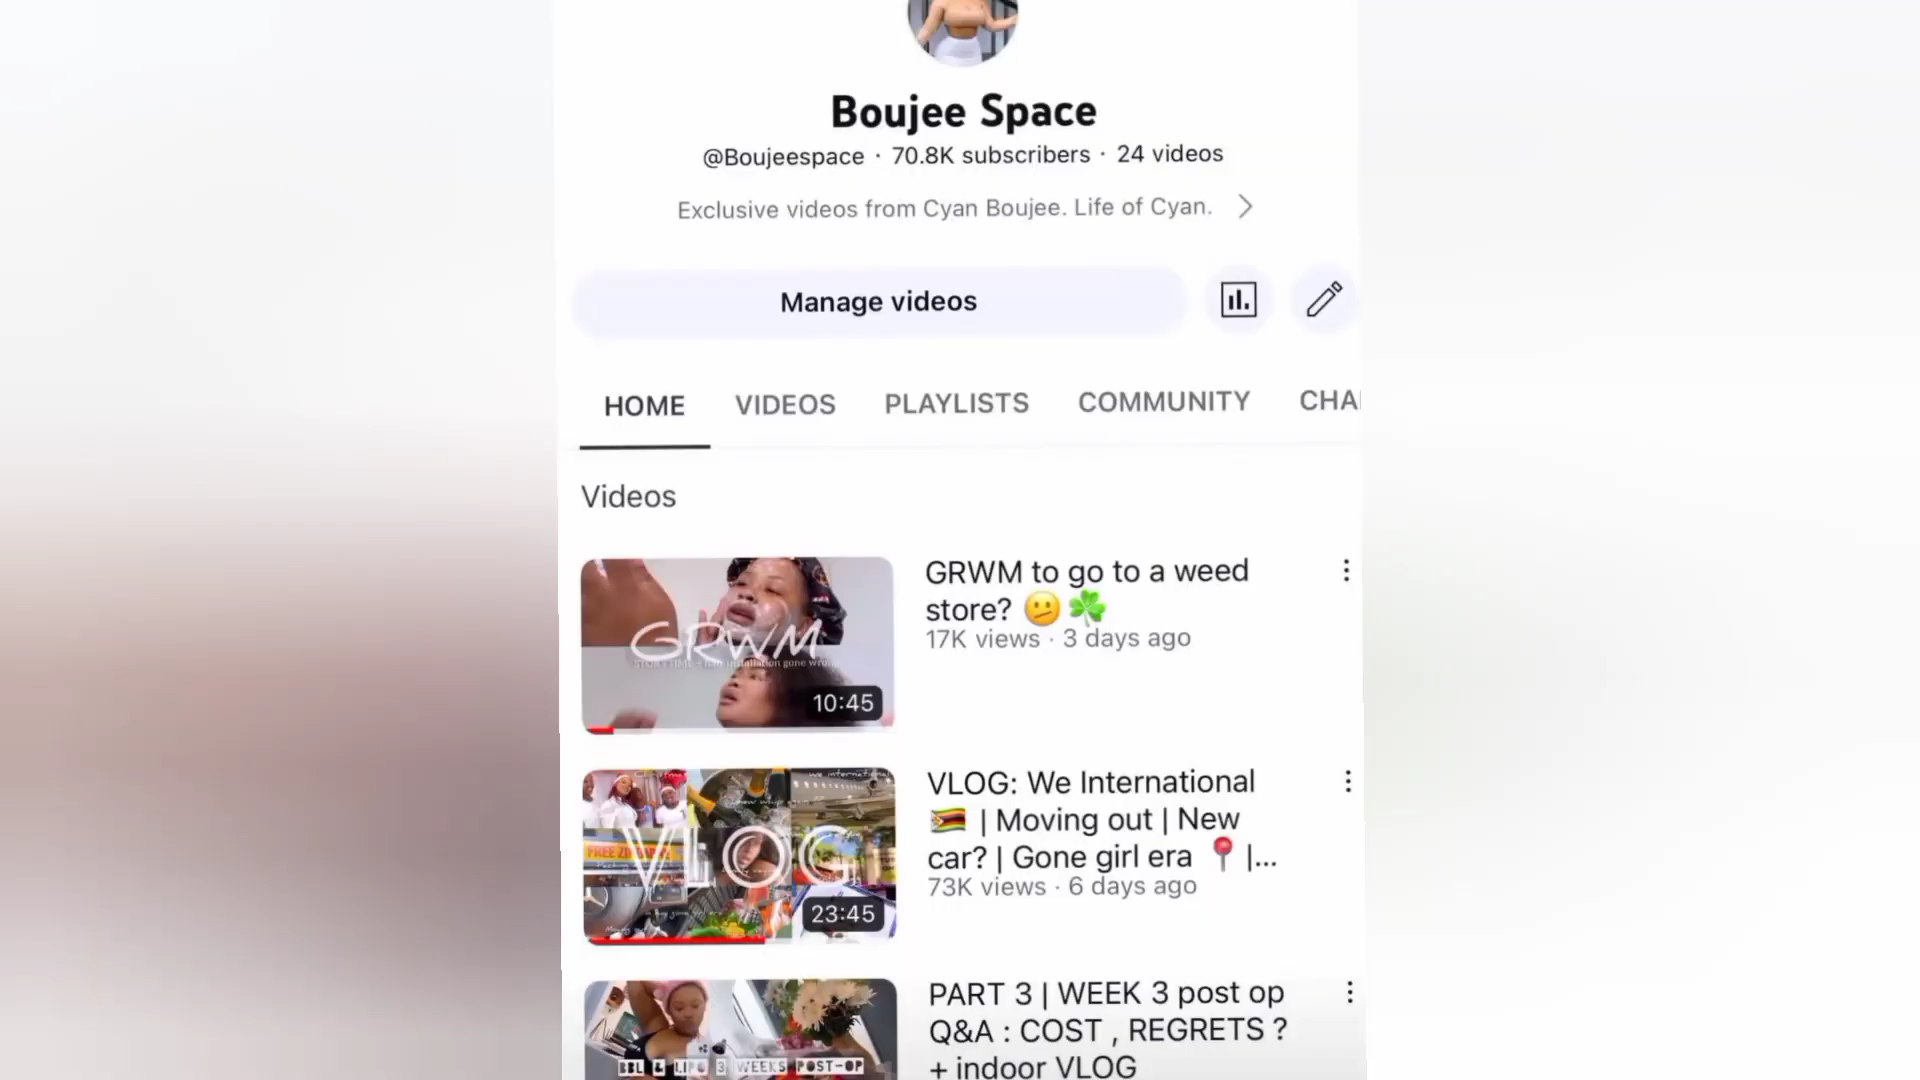 Boujee Space
@Boujeespace · 70.8K subscribers · 24 videos
Exclusive videos from Cyan Boujee. Life of Cyan.
Manage videos
HOME VIDEOS PLAYLISTS COMMUNITY CHA
Videos
GRWM
10:45
GRWM to go to a weed
store? 🫤☘️
17K views · 3 days ago
VLOG
23:45
VLOG: We International
🇿🇼 | Moving out | New
car? | Gone girl era 📍 |...
73K views · 6 days ago
BBL & LIPO 3 WEEKS POST-OP
PART 3 | WEEK 3 post op
Q&A : COST , REGRETS ?
+ indoor VLOG